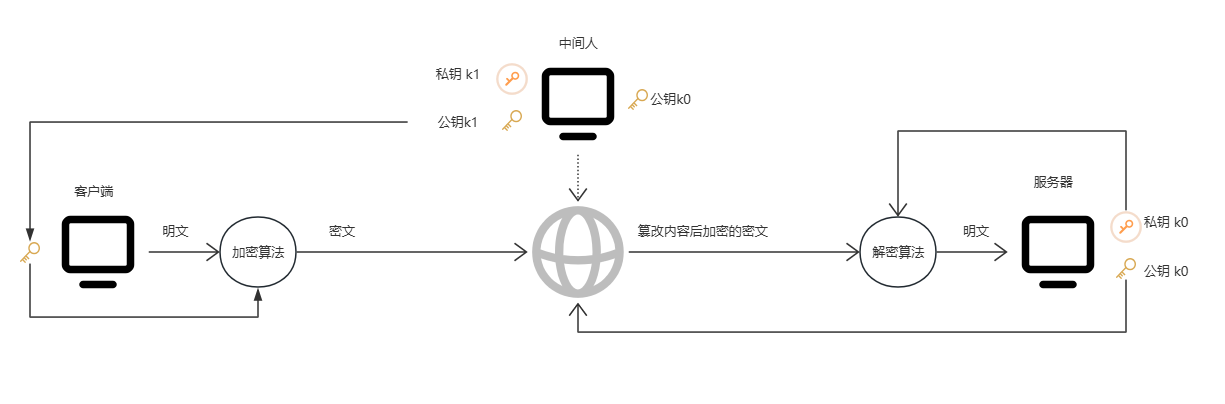 中间人
私钥 k1
公钥k0
公钥k1
客户端
服务器
明文
加密算法
密文
篡改内容后加密的密文
解密算法
明文
私钥 k0
公钥 k0